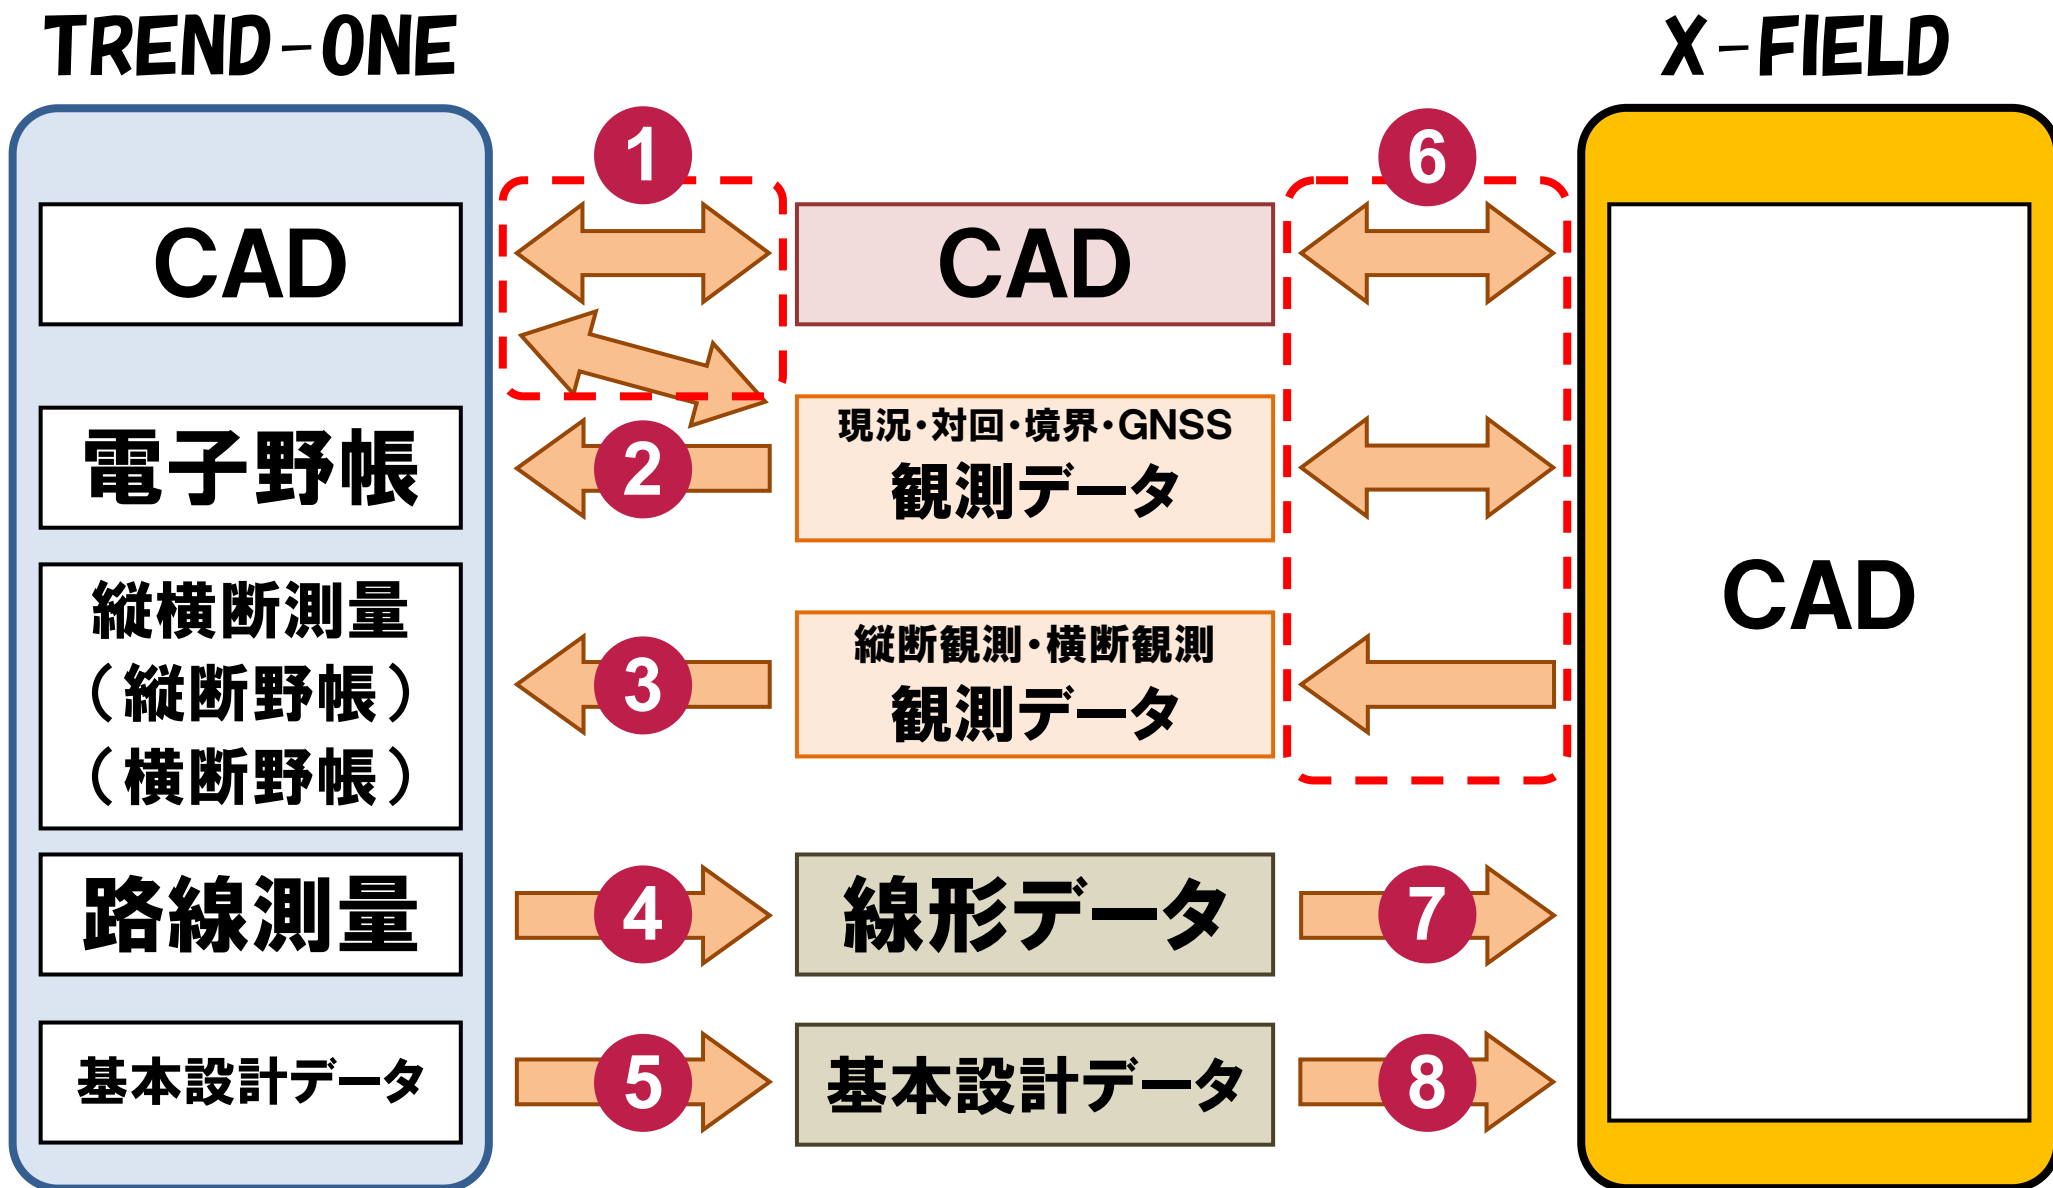 TREND-ONE
X-FIELD
1
6
CAD
CAD
CAD
電子野帳
2
現況・対回・境界・GNSS
観測データ
縦横断測量
（縦断野帳）
（横断野帳）
3
縦断観測・横断観測
観測データ
路線測量
4
線形データ
7
基本設計データ
5
基本設計データ
8